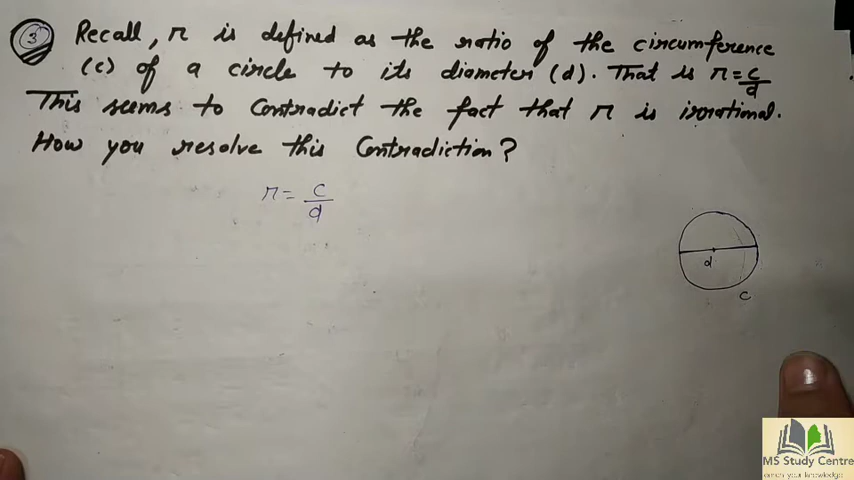 3 Recall, π is defined as the ratio of the circumference
(c) of a circle to its diameter (d). That is π = c/d
This seems to contradict the fact that π is irrational.
How you resolve this Contradiction?
π = c/d
d
c
MS Study Centre